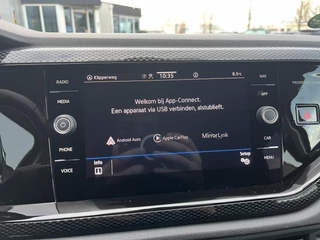 Klipperweg 10:35 8.5°C
RADIO NAV
MEDIA APP
Welkom bij App-Connect.
Een apparaat via USB verbinden, alstublieft.
PHONE CAR
Android Auto Apple CarPlay MirrorLink
VOICE MENU
Info Setup